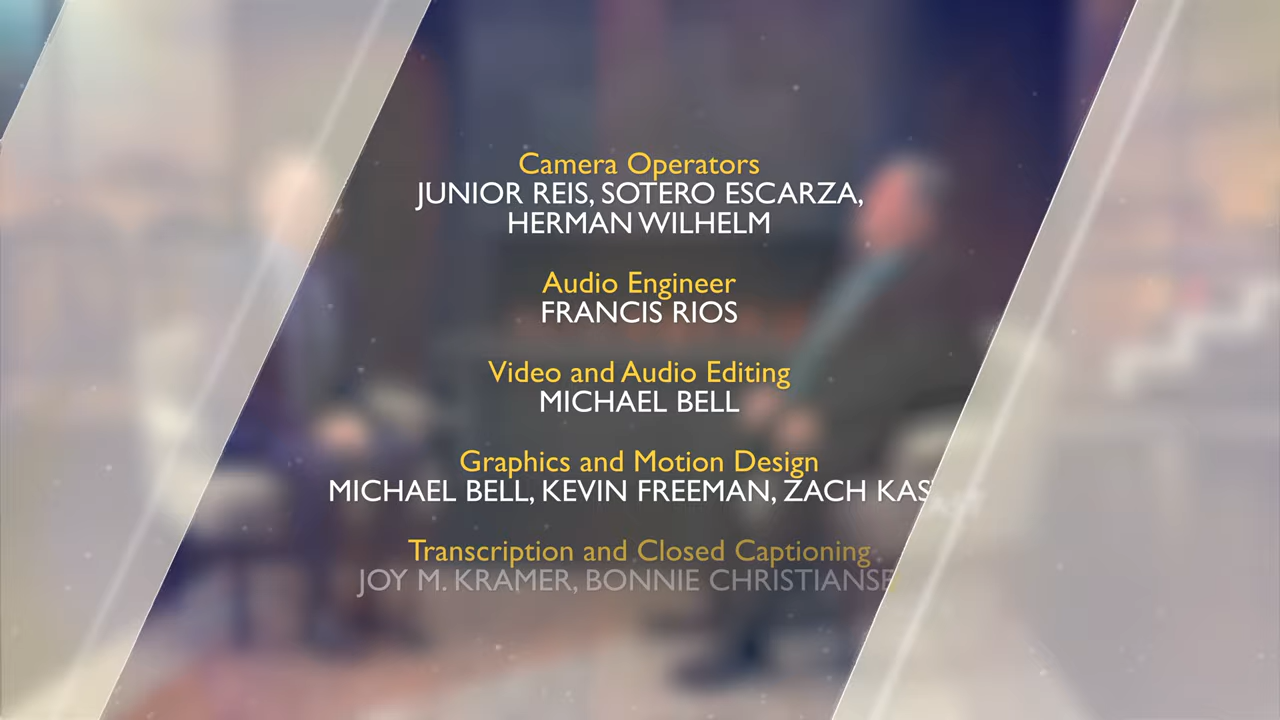 Camera Operators
JUNIOR REIS, SOTERO ESCARZA,
HERMAN WILHELM
Audio Engineer
FRANCIS RIOS
Video and Audio Editing
MICHAEL BELL
Graphics and Motion Design
MICHAEL BELL, KEVIN FREEMAN, ZACH
Transcription and Closed Captioning
JOY M. KRAMER, BONNIE